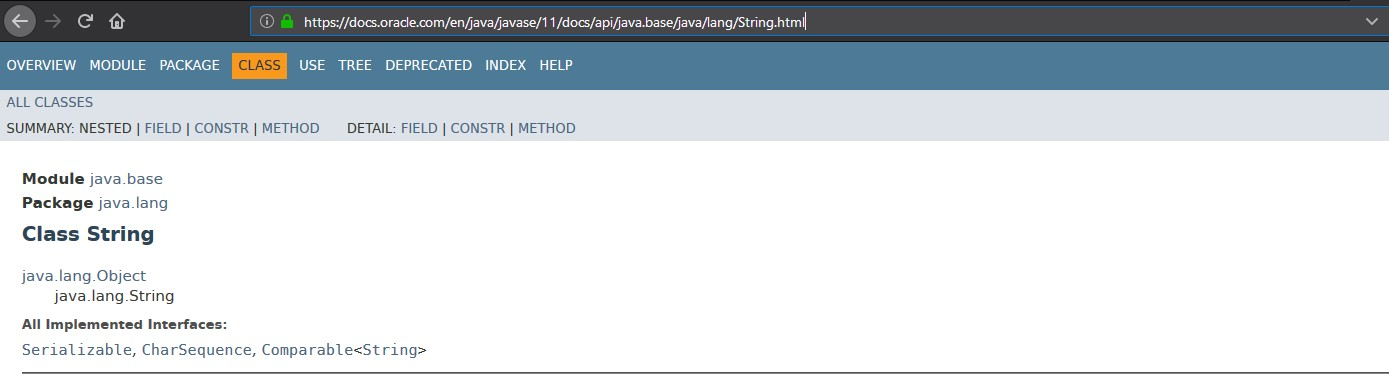 https://docs.oracle.com/en/java/javase/11/docs/api/java.base/java/lang/String.html
OVERVIEW MODULE PACKAGE CLASS USE TREE DEPRECATED INDEX HELP
ALL CLASSES
SUMMARY: NESTED | FIELD | CONSTR | METHOD DETAIL: FIELD | CONSTR | METHOD
Module java.base
Package java.lang
Class String
java.lang.Object
java.lang.String
All Implemented Interfaces:
Serializable, CharSequence, Comparable<String>